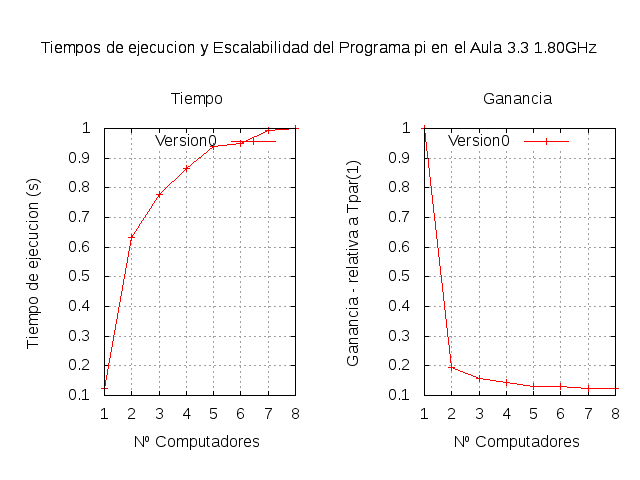 Tiempos de ejecucion y Escalabilidad del Programa pi en el Aula 3.3 1.80GHz
Tiempo
Tiempo de ejecucion (s)
1
0.9
0.8
0.7
0.6
0.5
0.4
0.3
0.2
0.1
Version0
1 2 3 4 5 6 7 8
Nº Computadores
Ganancia
Ganancia - relativa a Tpar(1)
1
0.9
0.8
0.7
0.6
0.5
0.4
0.3
0.2
0.1
Version0
1 2 3 4 5 6 7 8
Nº Computadores